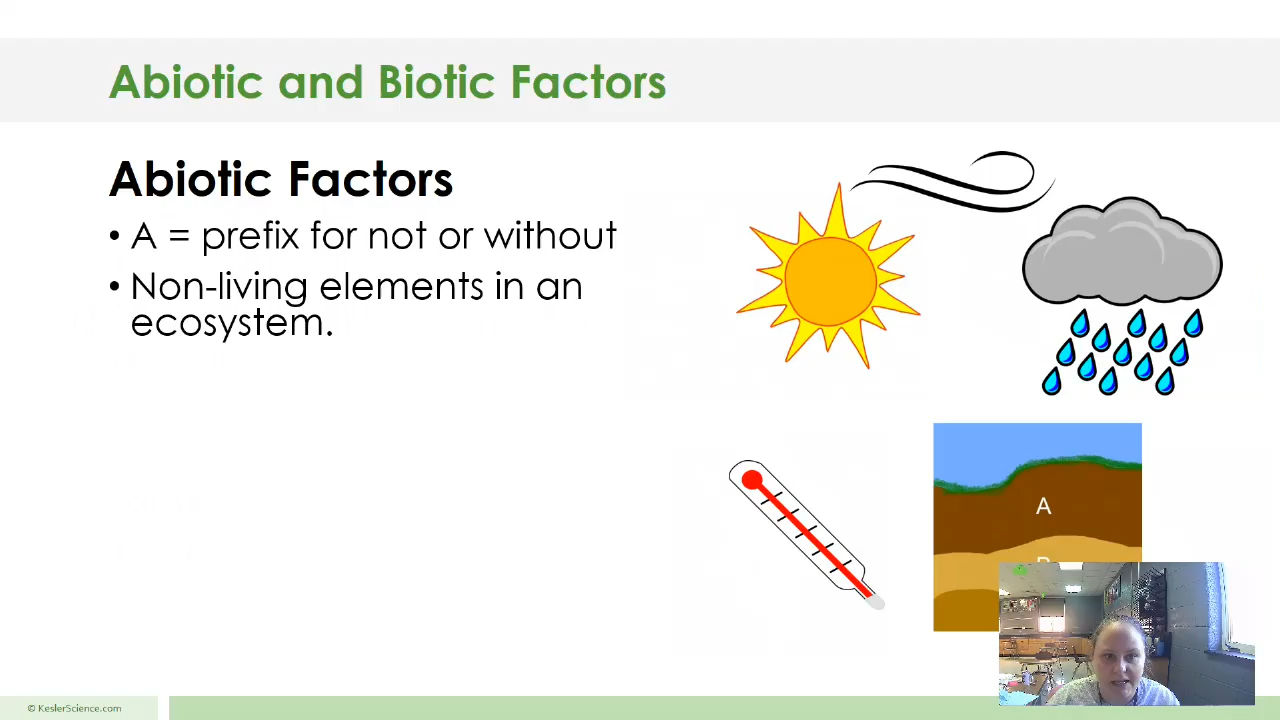 Abiotic and Biotic Factors
Abiotic Factors
• A = prefix for not or without
• Non-living elements in an
ecosystem.
A
© KeslerScience.com